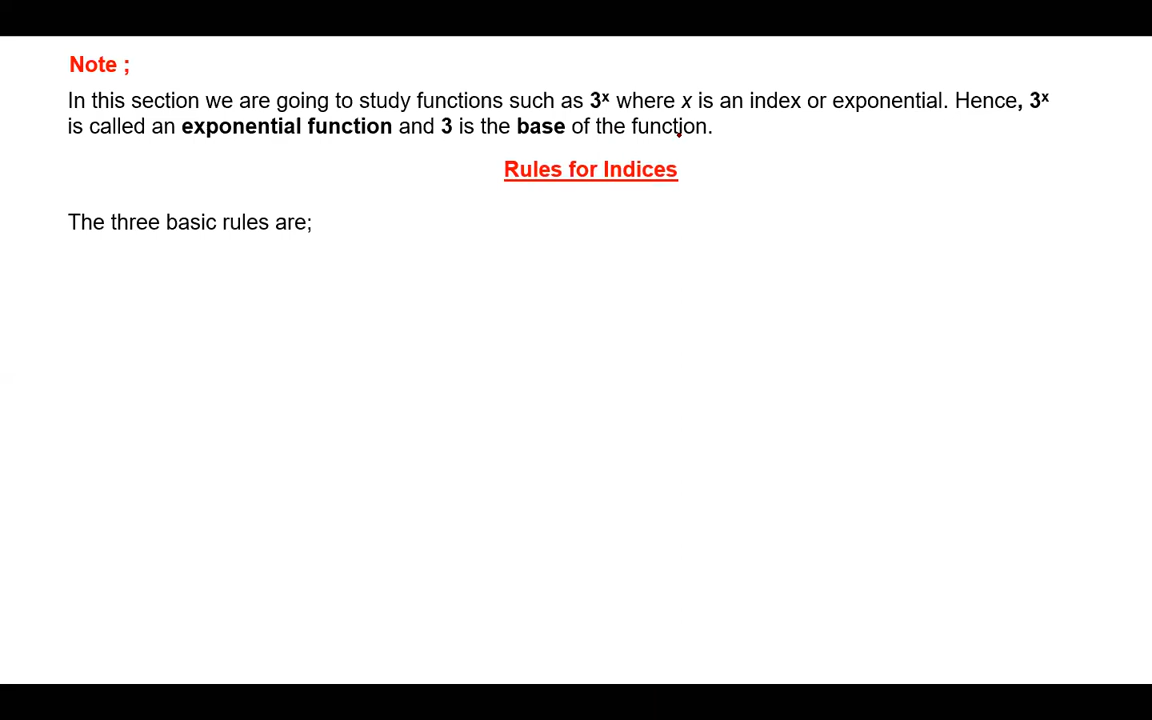 Note ;
In this section we are going to study functions such as 3ˣ where x is an index or exponential. Hence, 3ˣ
is called an exponential function and 3 is the base of the function.
Rules for Indices
The three basic rules are;